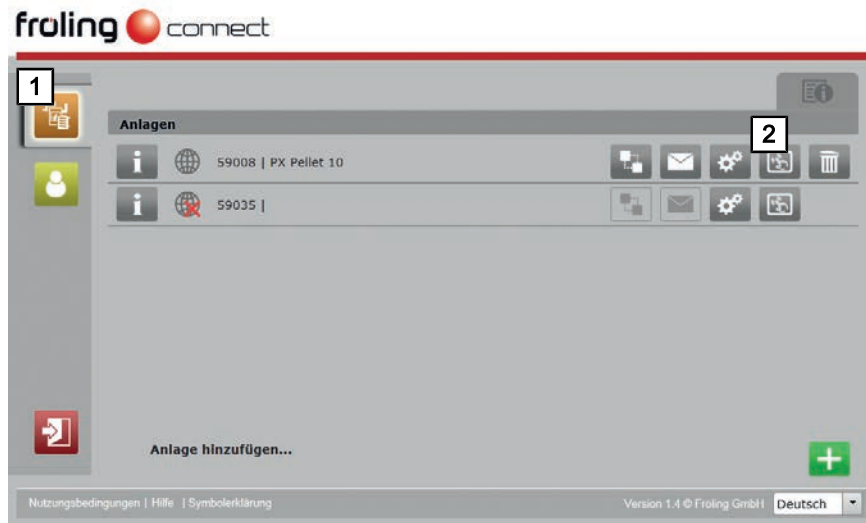 froling connect
1
Anlagen
2
59008 | PX Pellet 10
59035 |
Anlage hinzufügen...
Nutzungsbedingungen | Hilfe | Symbolerklärung
Version 1.4 © Froling GmbH
Deutsch